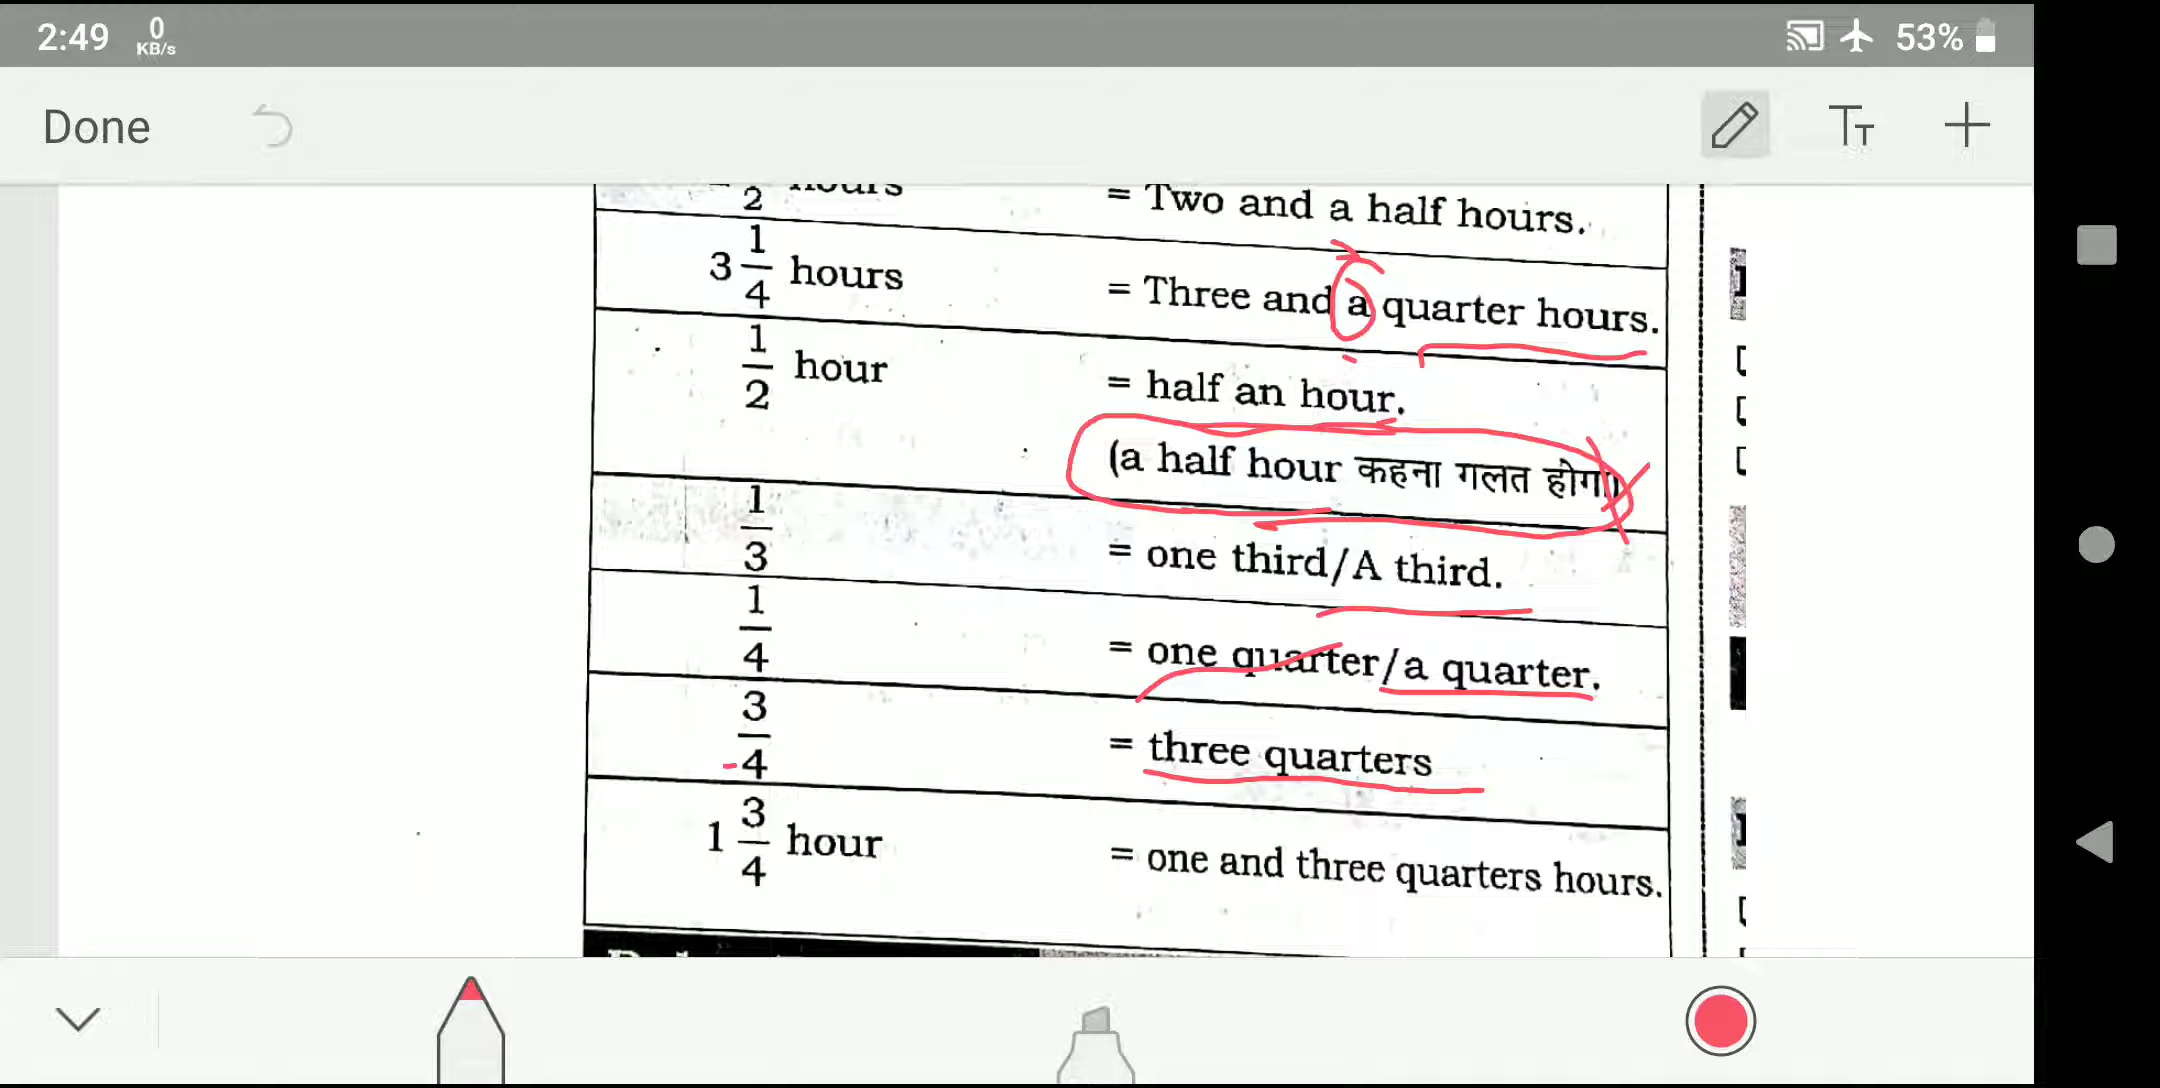 2:49 0 KB/s 53%
Done TT
2 hours = Two and a half hours.
3 1/4 hours = Three and a quarter hours.
1/2 hour = half an hour.
(a half hour कहना गलत होगा)
1/3 = one third/A third.
1/4 = one quarter/a quarter.
3/4 = three quarters
1 3/4 hour = one and three quarters hours.